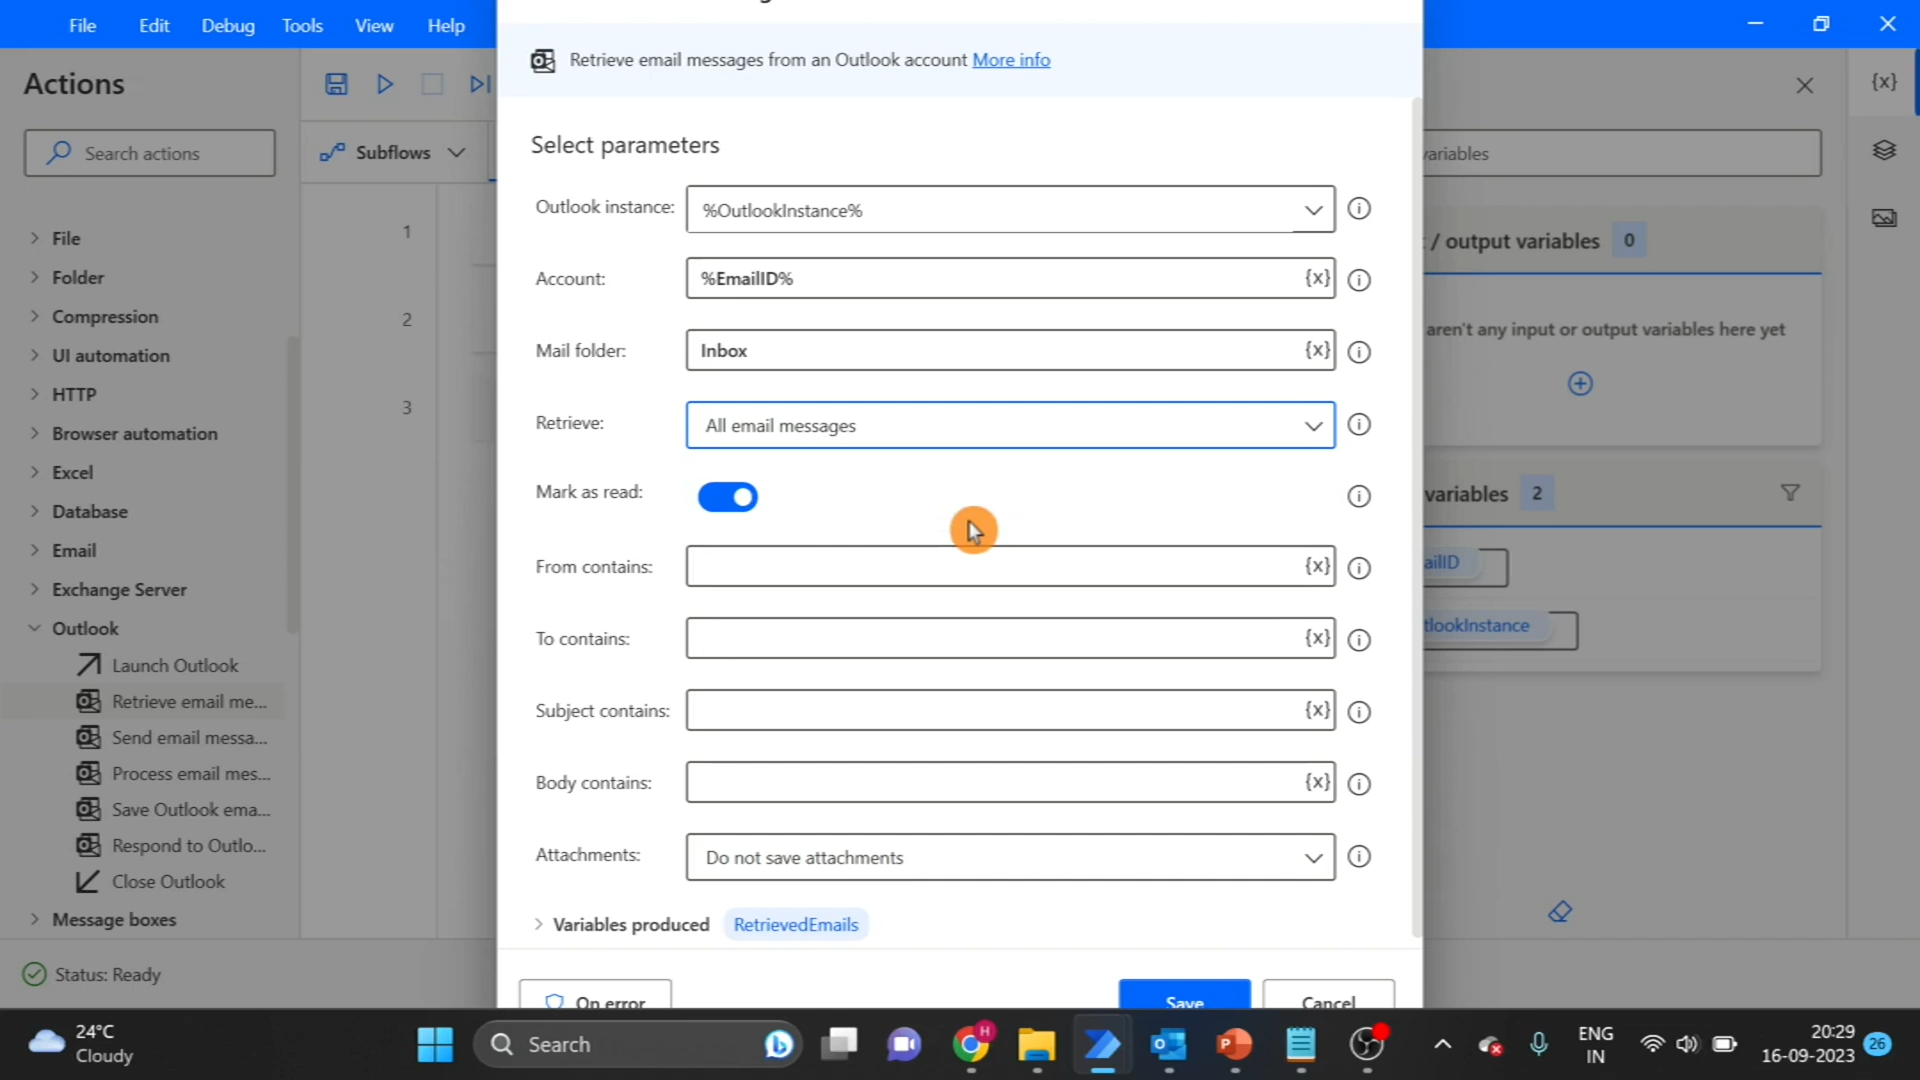 File Edit Debug Tools View Help
Retrieve email messages from an Outlook account More info
Actions
{x}
Select parameters
Search actions
Subflows
variables
Outlook instance: %OutlookInstance%
1
File
/ output variables 0
Account: %EmailID% {x}
Folder
2
Compression
aren't any input or output variables here yet
Mail folder: Inbox {x}
UI automation
HTTP
3
Retrieve: All email messages
Browser automation
Excel
Mark as read:
variables 2
Database
Email
From contains: {x}
ailID
Exchange Server
Outlook
To contains: {x}
tlookInstance
Launch Outlook
Retrieve email me...
Subject contains: {x}
Send email messa...
Process email mes...
Body contains: {x}
Save Outlook ema...
Respond to Outlo...
Attachments: Do not save attachments
Close Outlook
Message boxes
Variables produced RetrievedEmails
Status: Ready
On error
Save
Cancel
24°C
Cloudy
Search
H
ENG
IN
20:29
16-09-2023
26